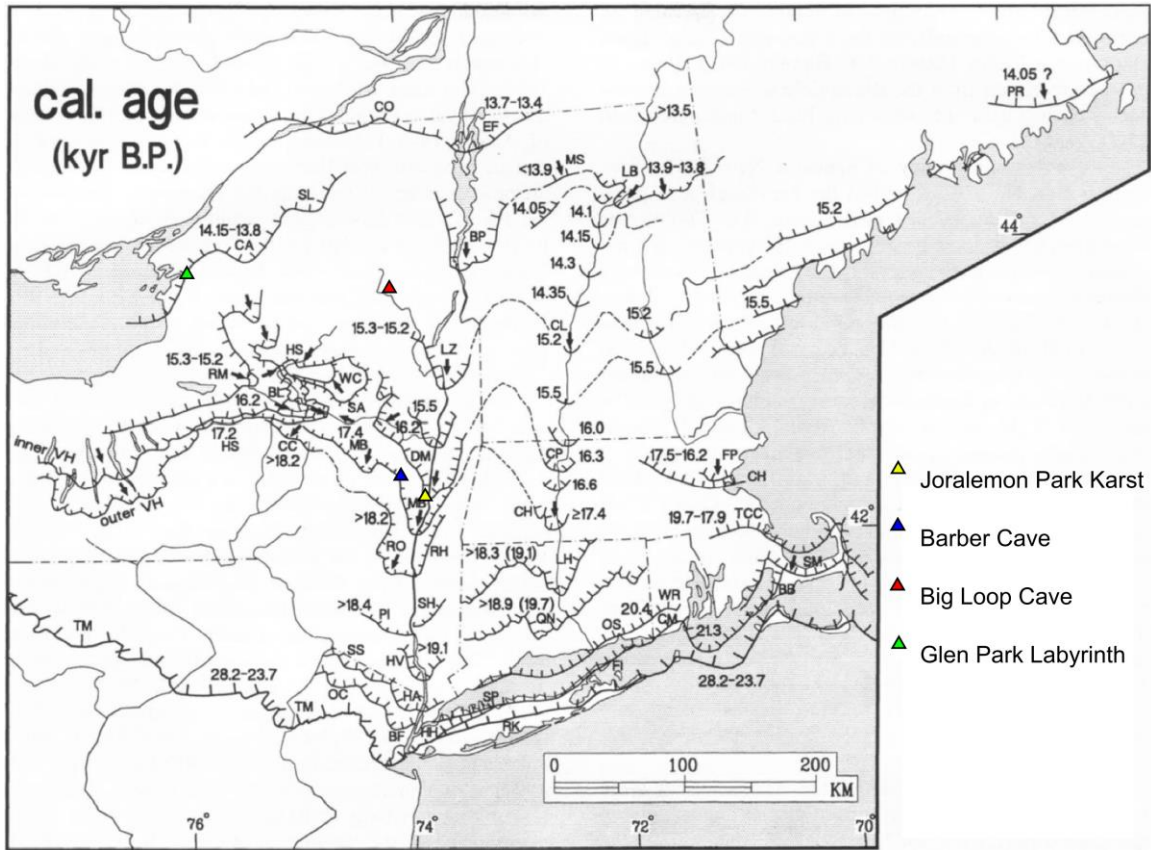 cal. age
(kyr B.P.)
14.05 ?
PR
CO
13.7-13.4
EF
>13.5
<13.9
MS
13.9-13.8
LB
SL
14.05
14.1
14.15-13.8
CA
BP
14.15
15.2
44°
14.3
14.35
15.3-15.2
CL
15.2
15.2
15.5
15.3-15.2
HS
LZ
RM
WC
15.5
BL
16.2
SA
15.5
15.5
16.2
17.4
inner VH
17.2
HS
CC
>18.2
MB
DM
16.0
CP
16.3
17.5-16.2
FP
CH
outer VH
MB
16.6
>18.2
CH
≥17.4
19.7-17.9
TCC
42°
RO
RH
>18.3 (19.1)
LH
SM
BB
>18.4
PI
SH
>18.9 (19.7)
QN
20.4
WR
CM
OS
TM
SS
>19.1
HV
21.3
FI
28.2-23.7
OC
HA
SP
28.2-23.7
TM
BF
HH
RK
0 100 200
KM
76
74
72
70
Joralemon Park Karst
Barber Cave
Big Loop Cave
Glen Park Labyrinth